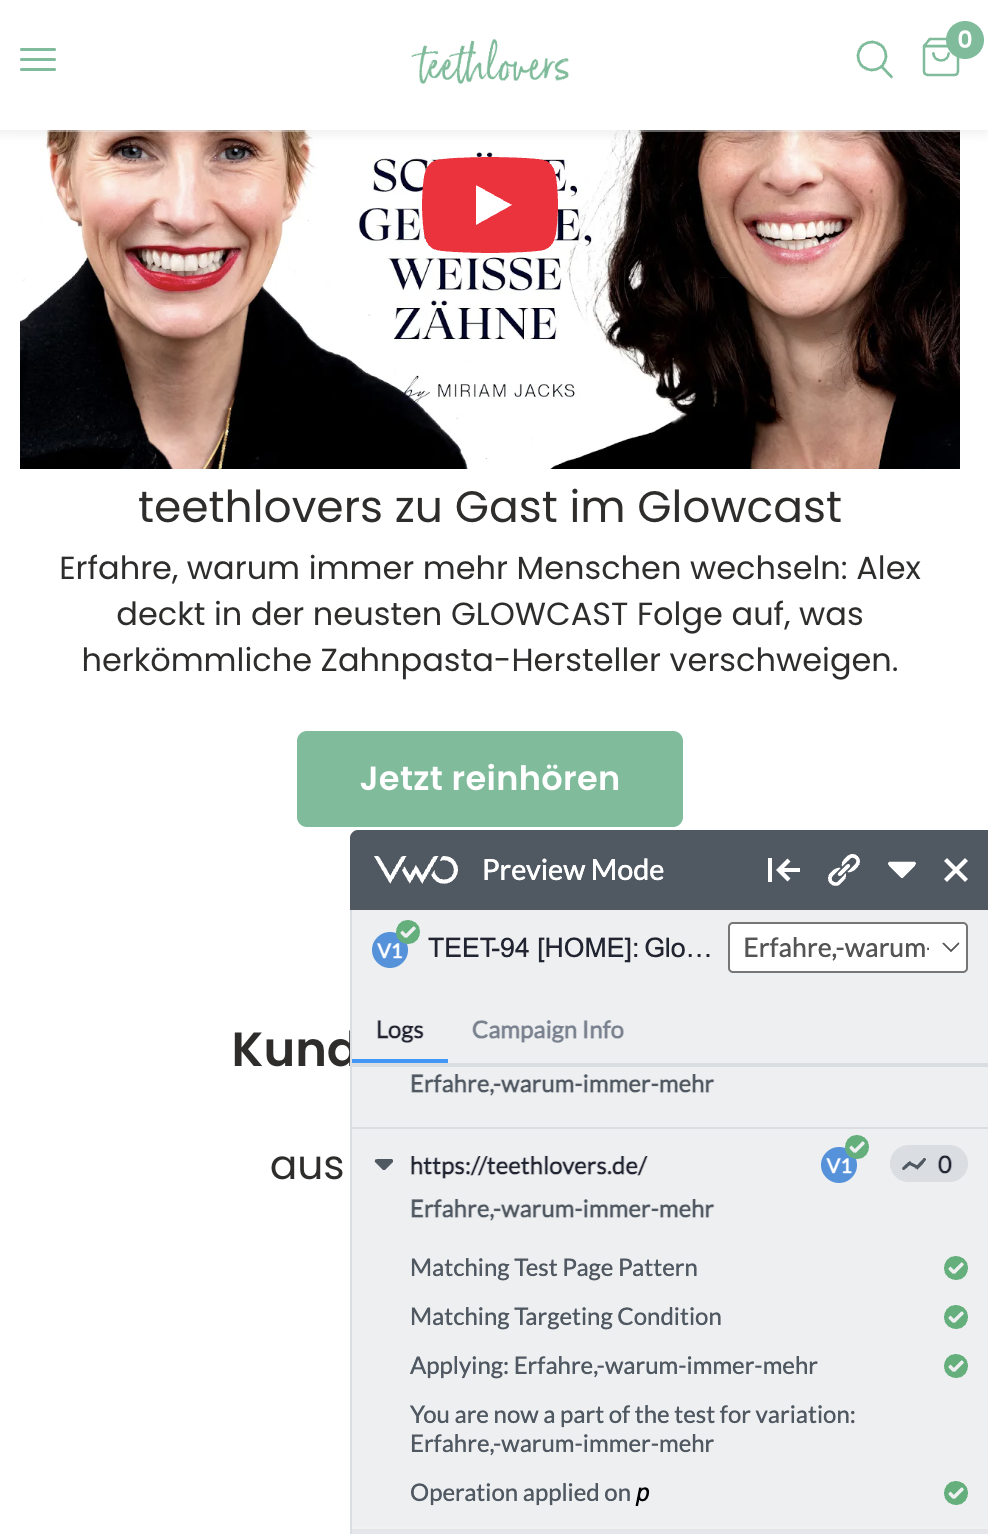 teethlovers
0
WEISSE
ZÄHNE
by MIRIAM JACKS
teethlovers zu Gast im Glowcast
Erfahre, warum immer mehr Menschen wechseln: Alex
deckt in der neusten GLOWCAST Folge auf, was
herkömmliche Zahnpasta-Hersteller verschweigen.
Jetzt reinhören
VWO Preview Mode
V1 TEET-94 [HOME]: Glo... Erfahre,-warum-
Logs Campaign Info
Kund
Erfahre,-warum-immer-mehr
aus
https://teethlovers.de/ V1 0
Erfahre,-warum-immer-mehr
Matching Test Page Pattern
Matching Targeting Condition
Applying: Erfahre,-warum-immer-mehr
You are now a part of the test for variation:
Erfahre,-warum-immer-mehr
Operation applied on p